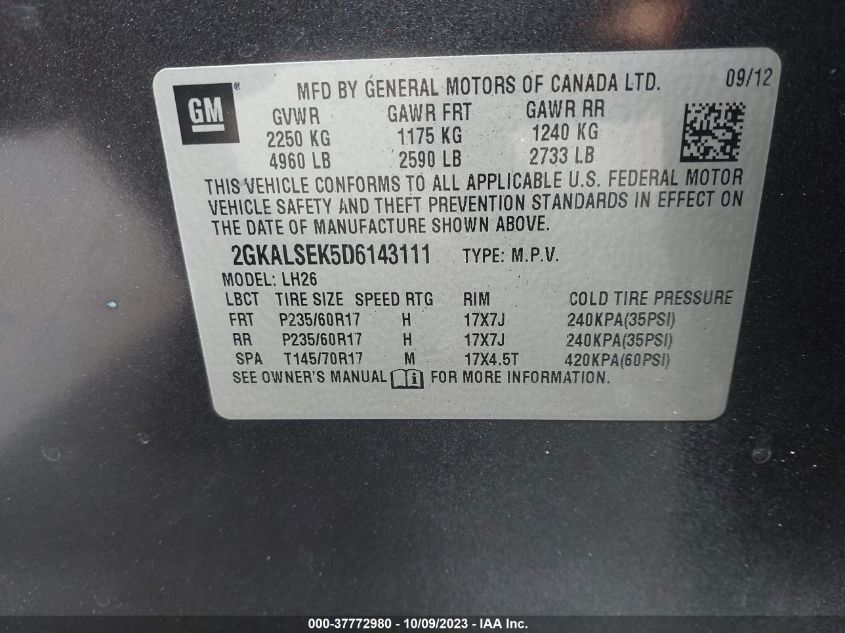 GM ® MFD BY GENERAL MOTORS OF CANADA LTD. 09/12
GVWR GAWR FRT GAWR RR
2250 KG 1175 KG 1240 KG
4960 LB 2590 LB 2733 LB
THIS VEHICLE CONFORMS TO ALL APPLICABLE U.S. FEDERAL MOTOR
VEHICLE SAFETY AND THEFT PREVENTION STANDARDS IN EFFECT ON
THE DATE OF MANUFACTURE SHOWN ABOVE.
2GKALSEK5D6143111 TYPE: M.P.V.
MODEL: LH26
LBCT TIRE SIZE SPEED RTG RIM COLD TIRE PRESSURE
FRT P235/60R17 H 17X7J 240KPA(35PSI)
RR P235/60R17 H 17X7J 240KPA(35PSI)
SPA T145/70R17 M 17X4.5T 420KPA(60PSI)
SEE OWNER'S MANUAL FOR MORE INFORMATION.
000-37772980 - 10/09/2023 - IAA Inc.